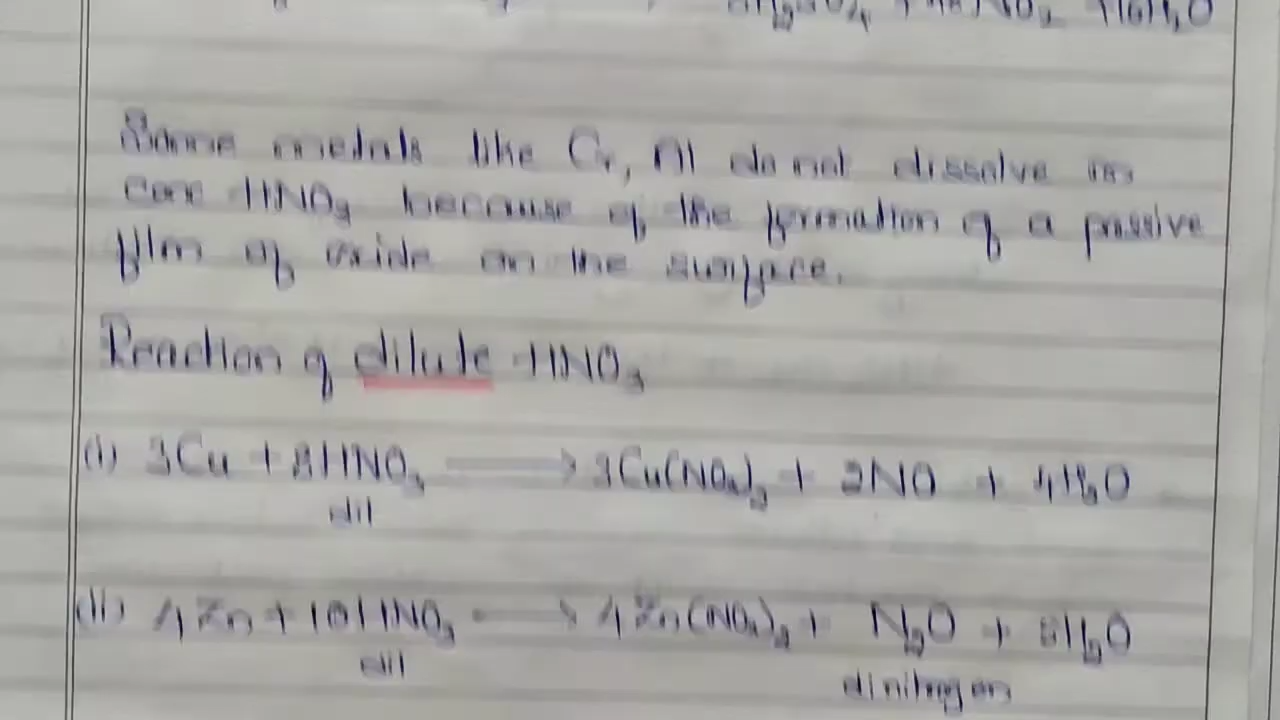 Some metals like Cr, Al do not dissolve in
conc HNO₃ because of the formation of a passive
film of oxide on the surface.
Reaction of dilute HNO₃
(i) 3Cu + 8HNO₃ ⟶ 3Cu(NO₃)₂ + 2NO + 4H₂O
dil
(ii) 4Zn + 10HNO₃ ⟶ 4Zn(NO₃)₂ + N₂O + 5H₂O
dil dinitrogen